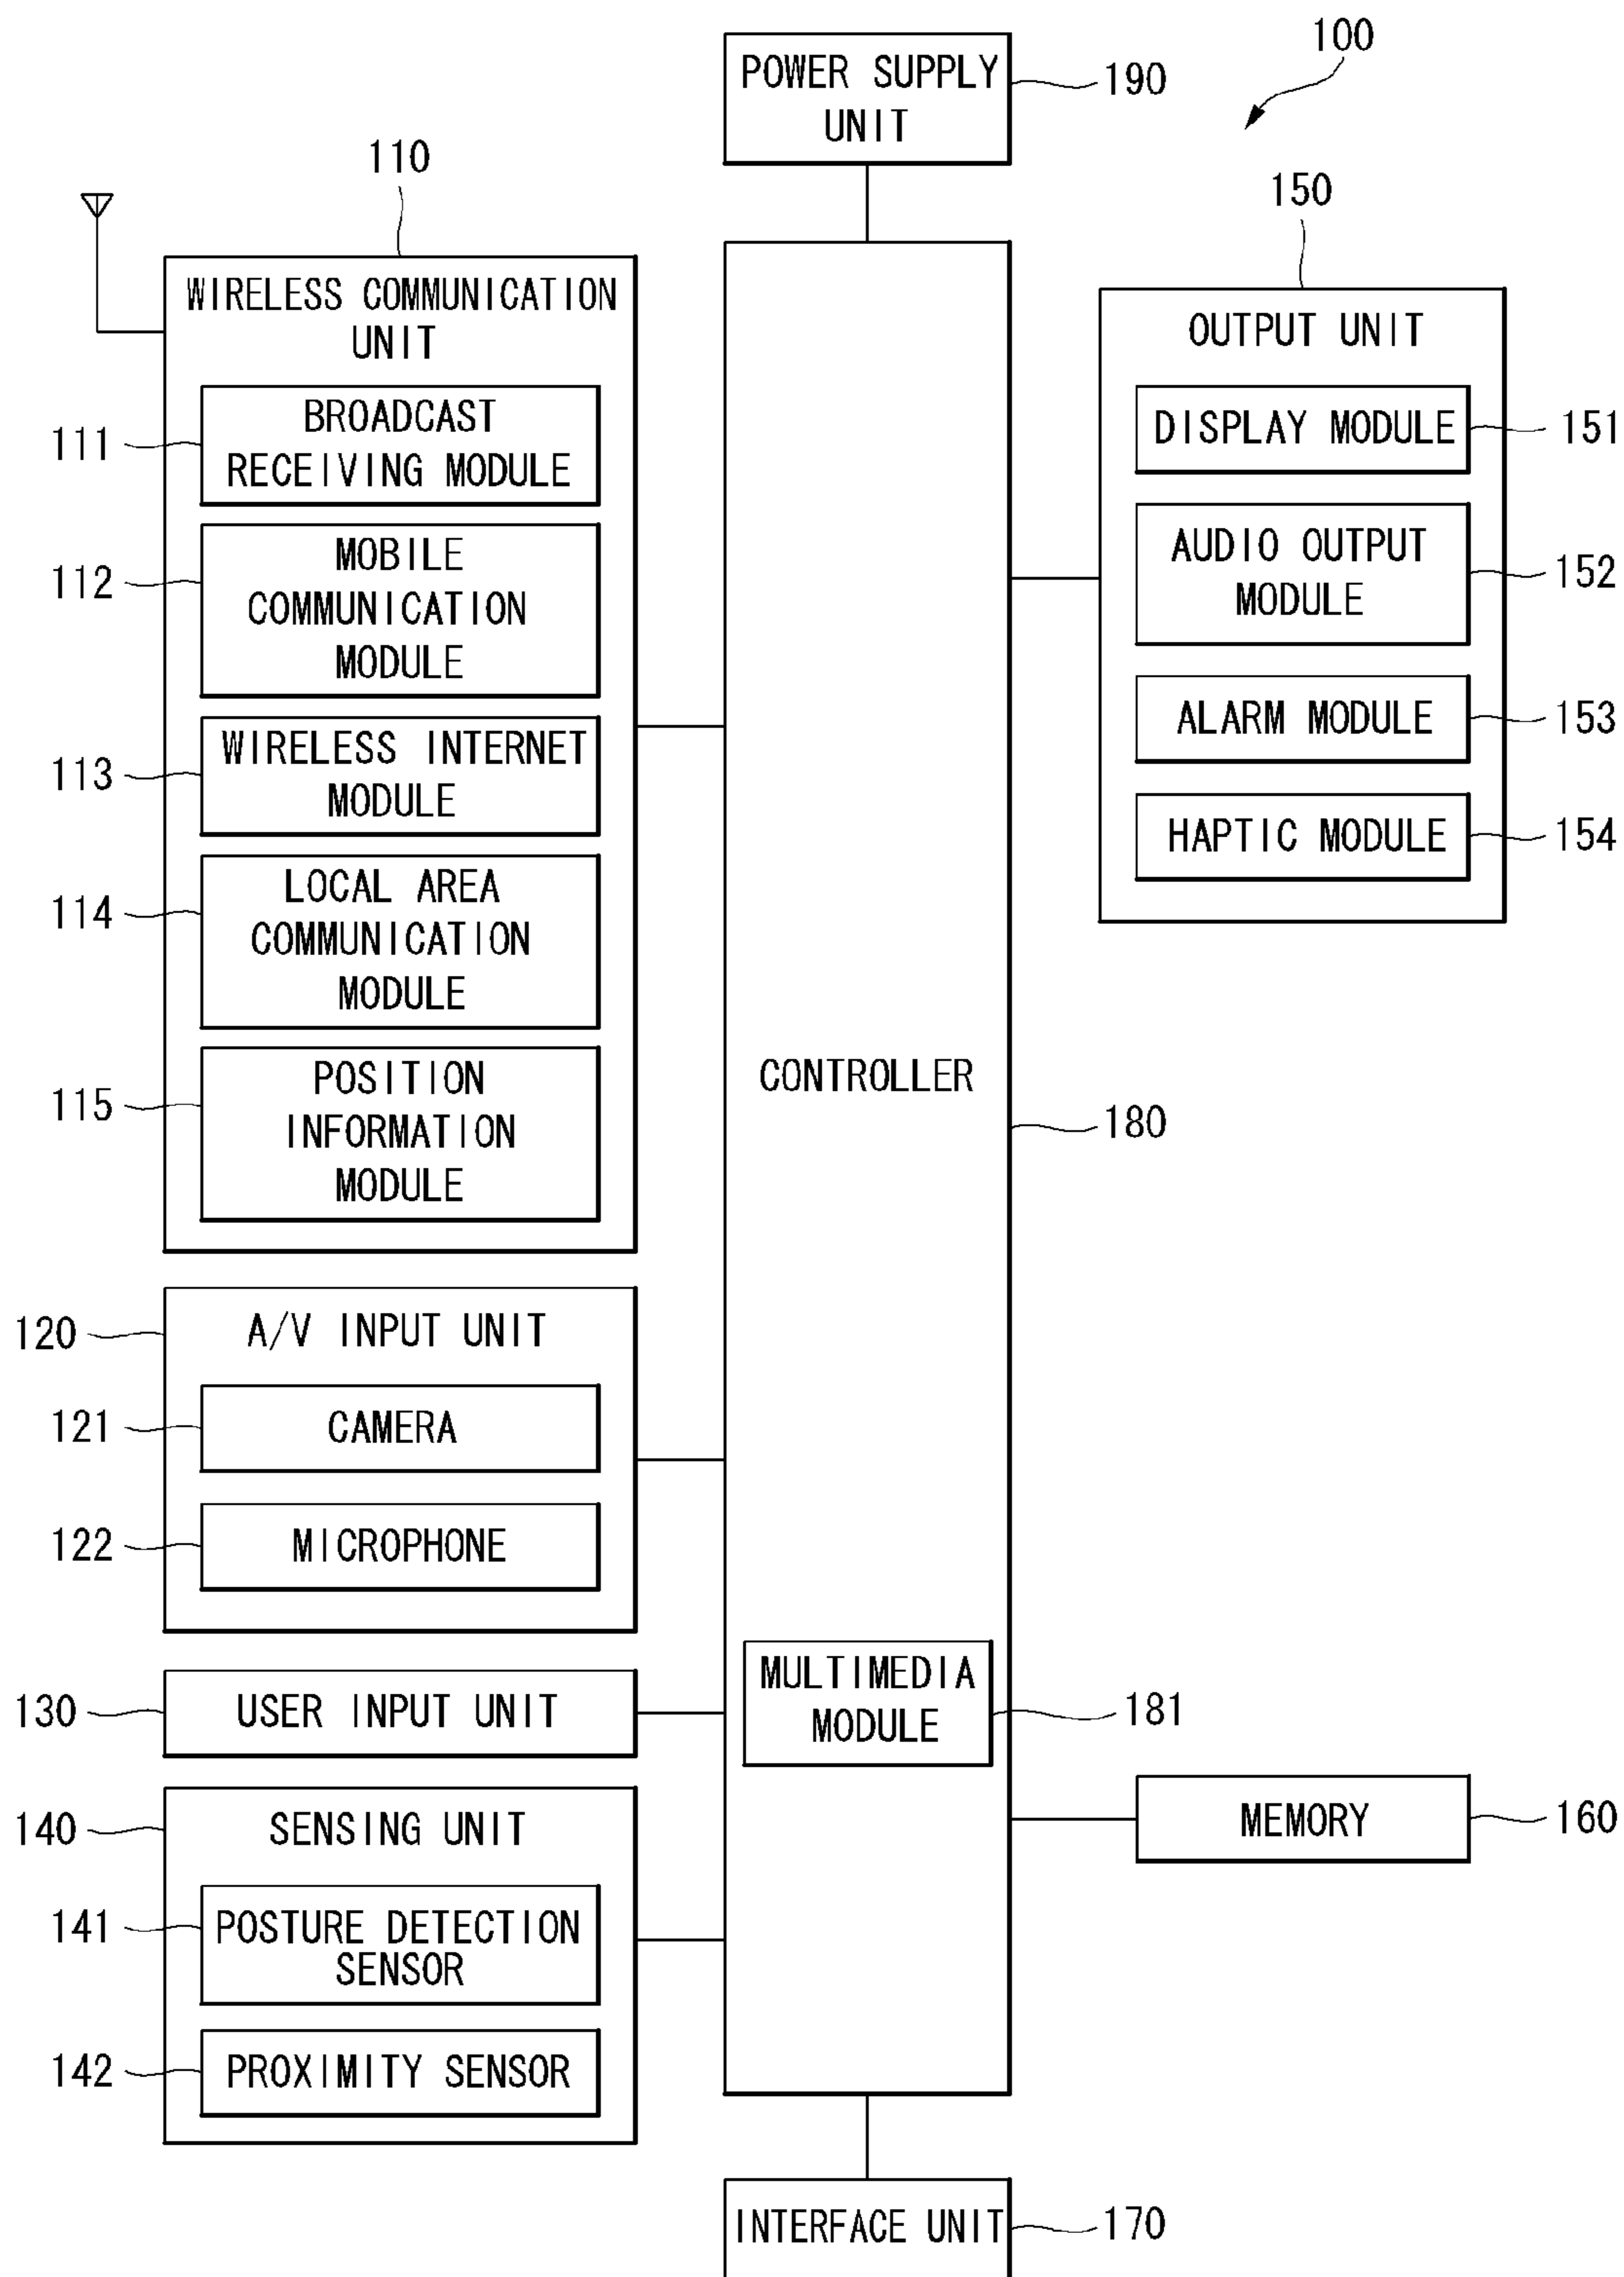 100
POWER SUPPLY
UNIT
190
110
150
WIRELESS COMMUNICATION
UNIT
BROADCAST
RECEIVING MODULE
111
MOBILE
COMMUNICATION
MODULE
112
WIRELESS INTERNET
MODULE
113
LOCAL AREA
COMMUNICATION
MODULE
114
POSITION
INFORMATION
MODULE
115
OUTPUT UNIT
DISPLAY MODULE
151
AUDIO OUTPUT
MODULE
152
ALARM MODULE
153
HAPTIC MODULE
154
CONTROLLER
180
120
A/V INPUT UNIT
121
CAMERA
122
MICROPHONE
MULTIMEDIA
MODULE
181
130
USER INPUT UNIT
140
SENSING UNIT
141
POSTURE DETECTION
SENSOR
142
PROXIMITY SENSOR
MEMORY
160
INTERFACE UNIT
170